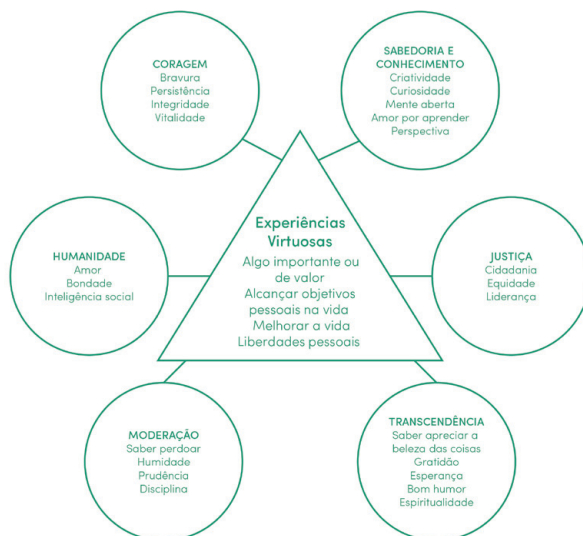 CORAGEM
Bravura
Persistência
Integridade
Vitalidade
SABEDORIA E
CONHECIMENTO
Criatividade
Curiosidade
Mente aberta
Amor por aprender
Perspectiva
Experiências
Virtuosas
Algo importante ou
de valor
Alcançar objetivos
pessoais na vida
Melhorar a vida
Liberdades pessoais
HUMANIDADE
Amor
Bondade
Inteligência social
JUSTIÇA
Cidadania
Equidade
Liderança
MODERAÇÃO
Saber perdoar
Humidade
Prudência
Disciplina
TRANSCENDÊNCIA
Saber apreciar a
beleza das coisas
Gratidão
Esperança
Bom humor
Espiritualidade